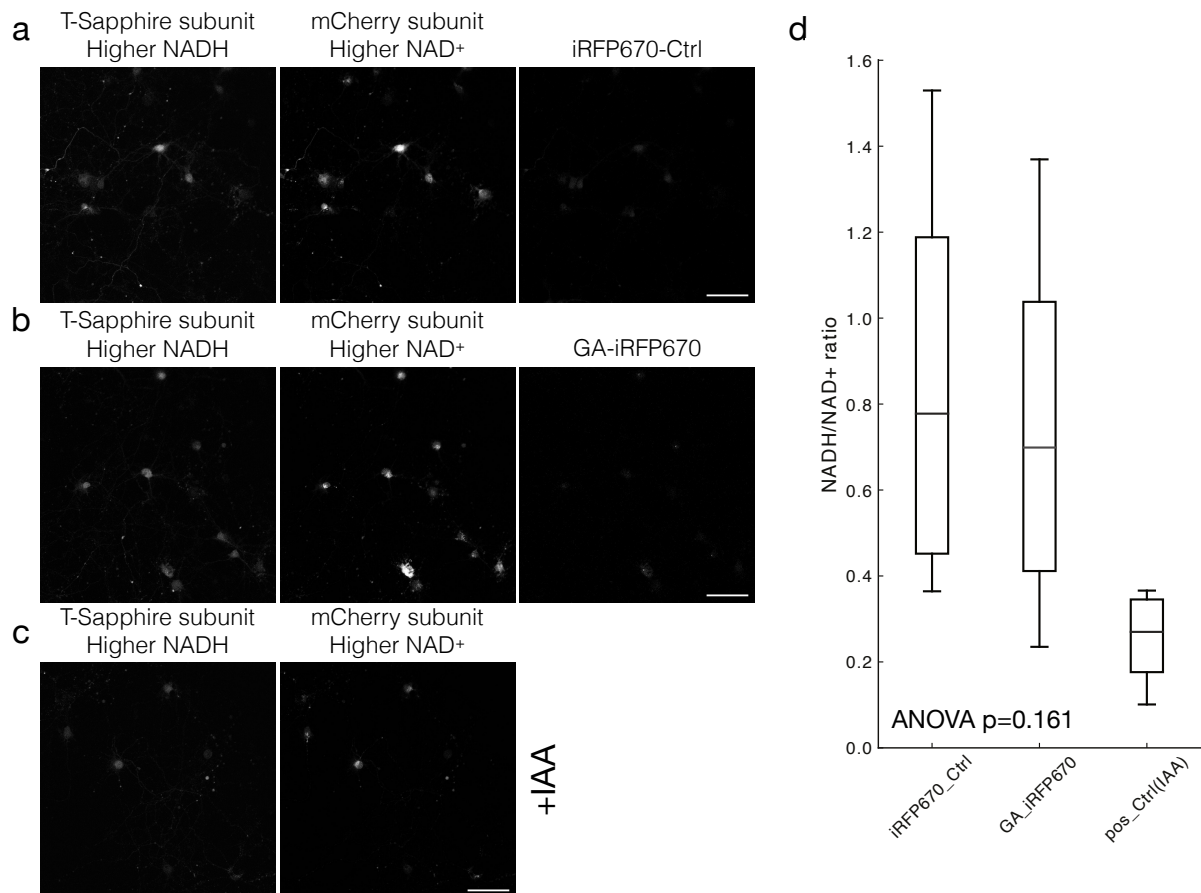 a
T-Sapphire subunit
Higher NADH
mCherry subunit
Higher NAD+
iRFP670-Ctrl
b
T-Sapphire subunit
Higher NADH
mCherry subunit
Higher NAD+
GA-iRFP670
c
T-Sapphire subunit
Higher NADH
mCherry subunit
Higher NAD+
+IAA
d
1.6
1.4
1.2
1.0
0.8
0.6
0.4
0.2
0.0
NADH/NAD+ ratio
ANOVA p=0.161
iRFP670_Ctrl
GA_iRFP670
pos_Ctrl(IAA)